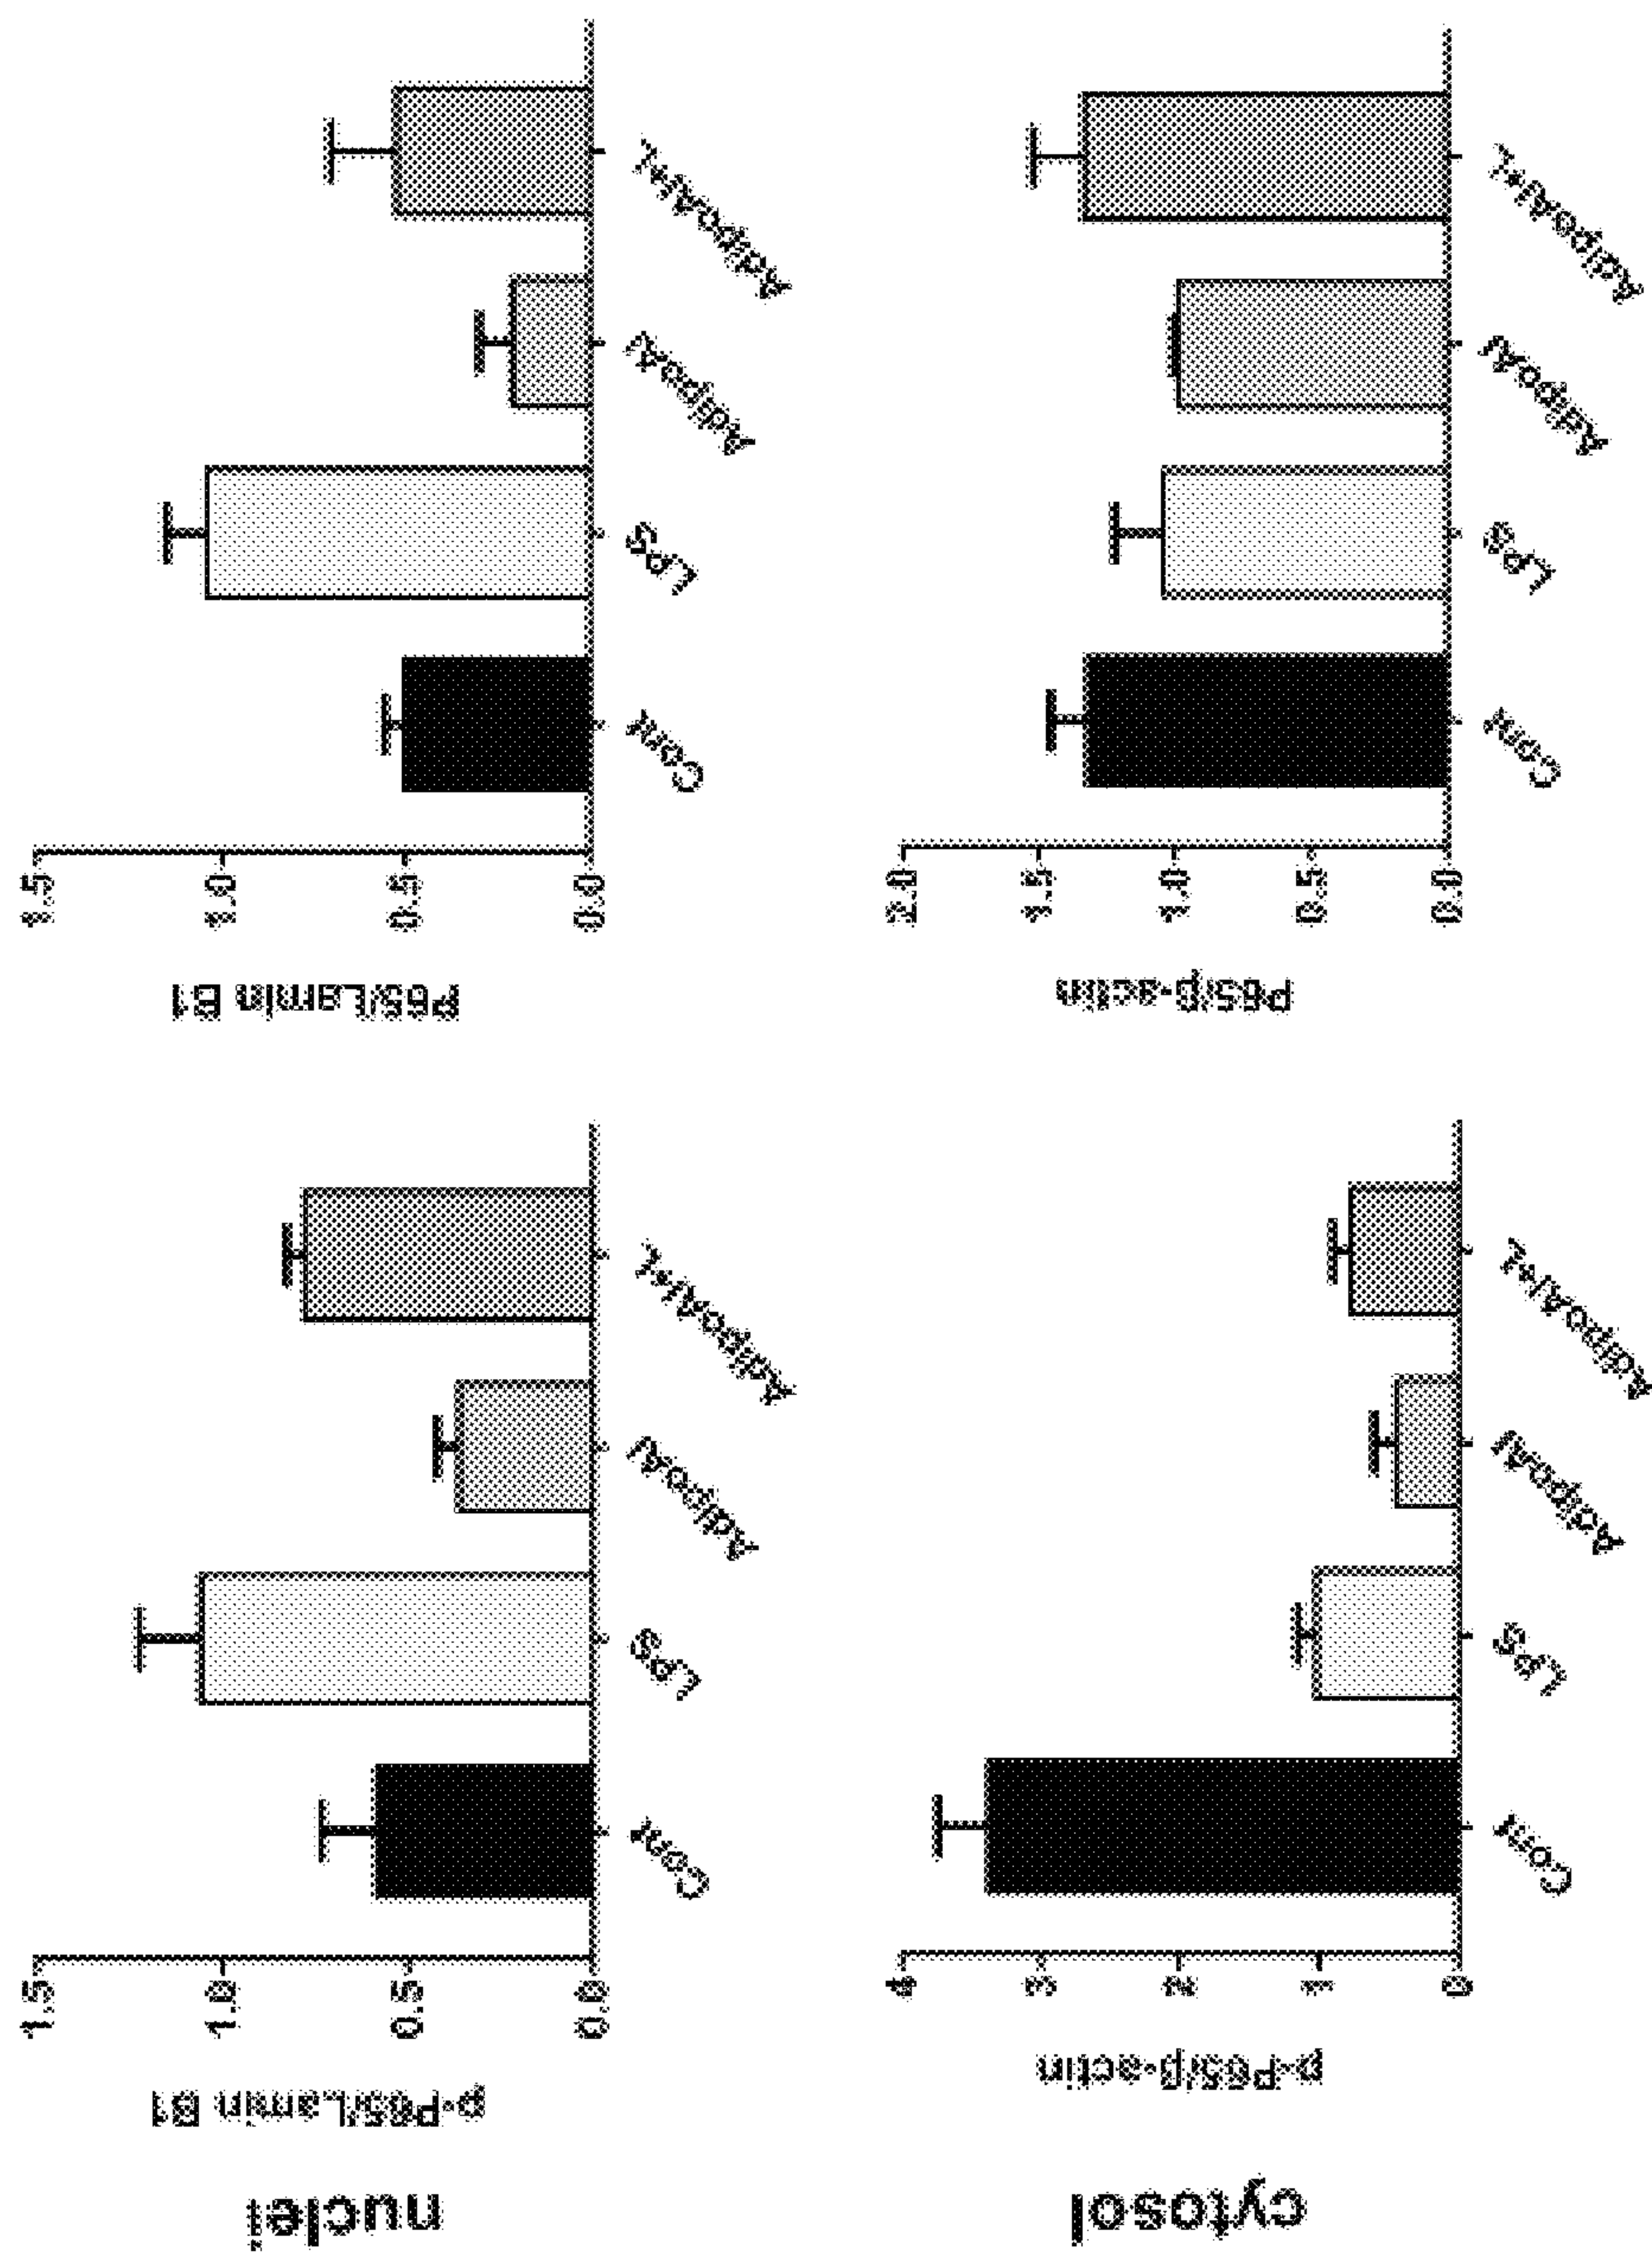 nuclei
p-P65/Lamin B1
1.5
1.0
0.5
0.0
Cont
LPS
AdipoAI
AdipoAI+L
P65/Lamin B1
1.5
1.0
0.5
0.0
Cont
LPS
AdipoAI
AdipoAI+L
cytosol
p-P65/β-actin
4
3
2
1
0
Cont
LPS
AdipoAI
AdipoAI+L
P65/β-actin
2.0
1.5
1.0
0.5
0.0
Cont
LPS
AdipoAI
AdipoAI+L